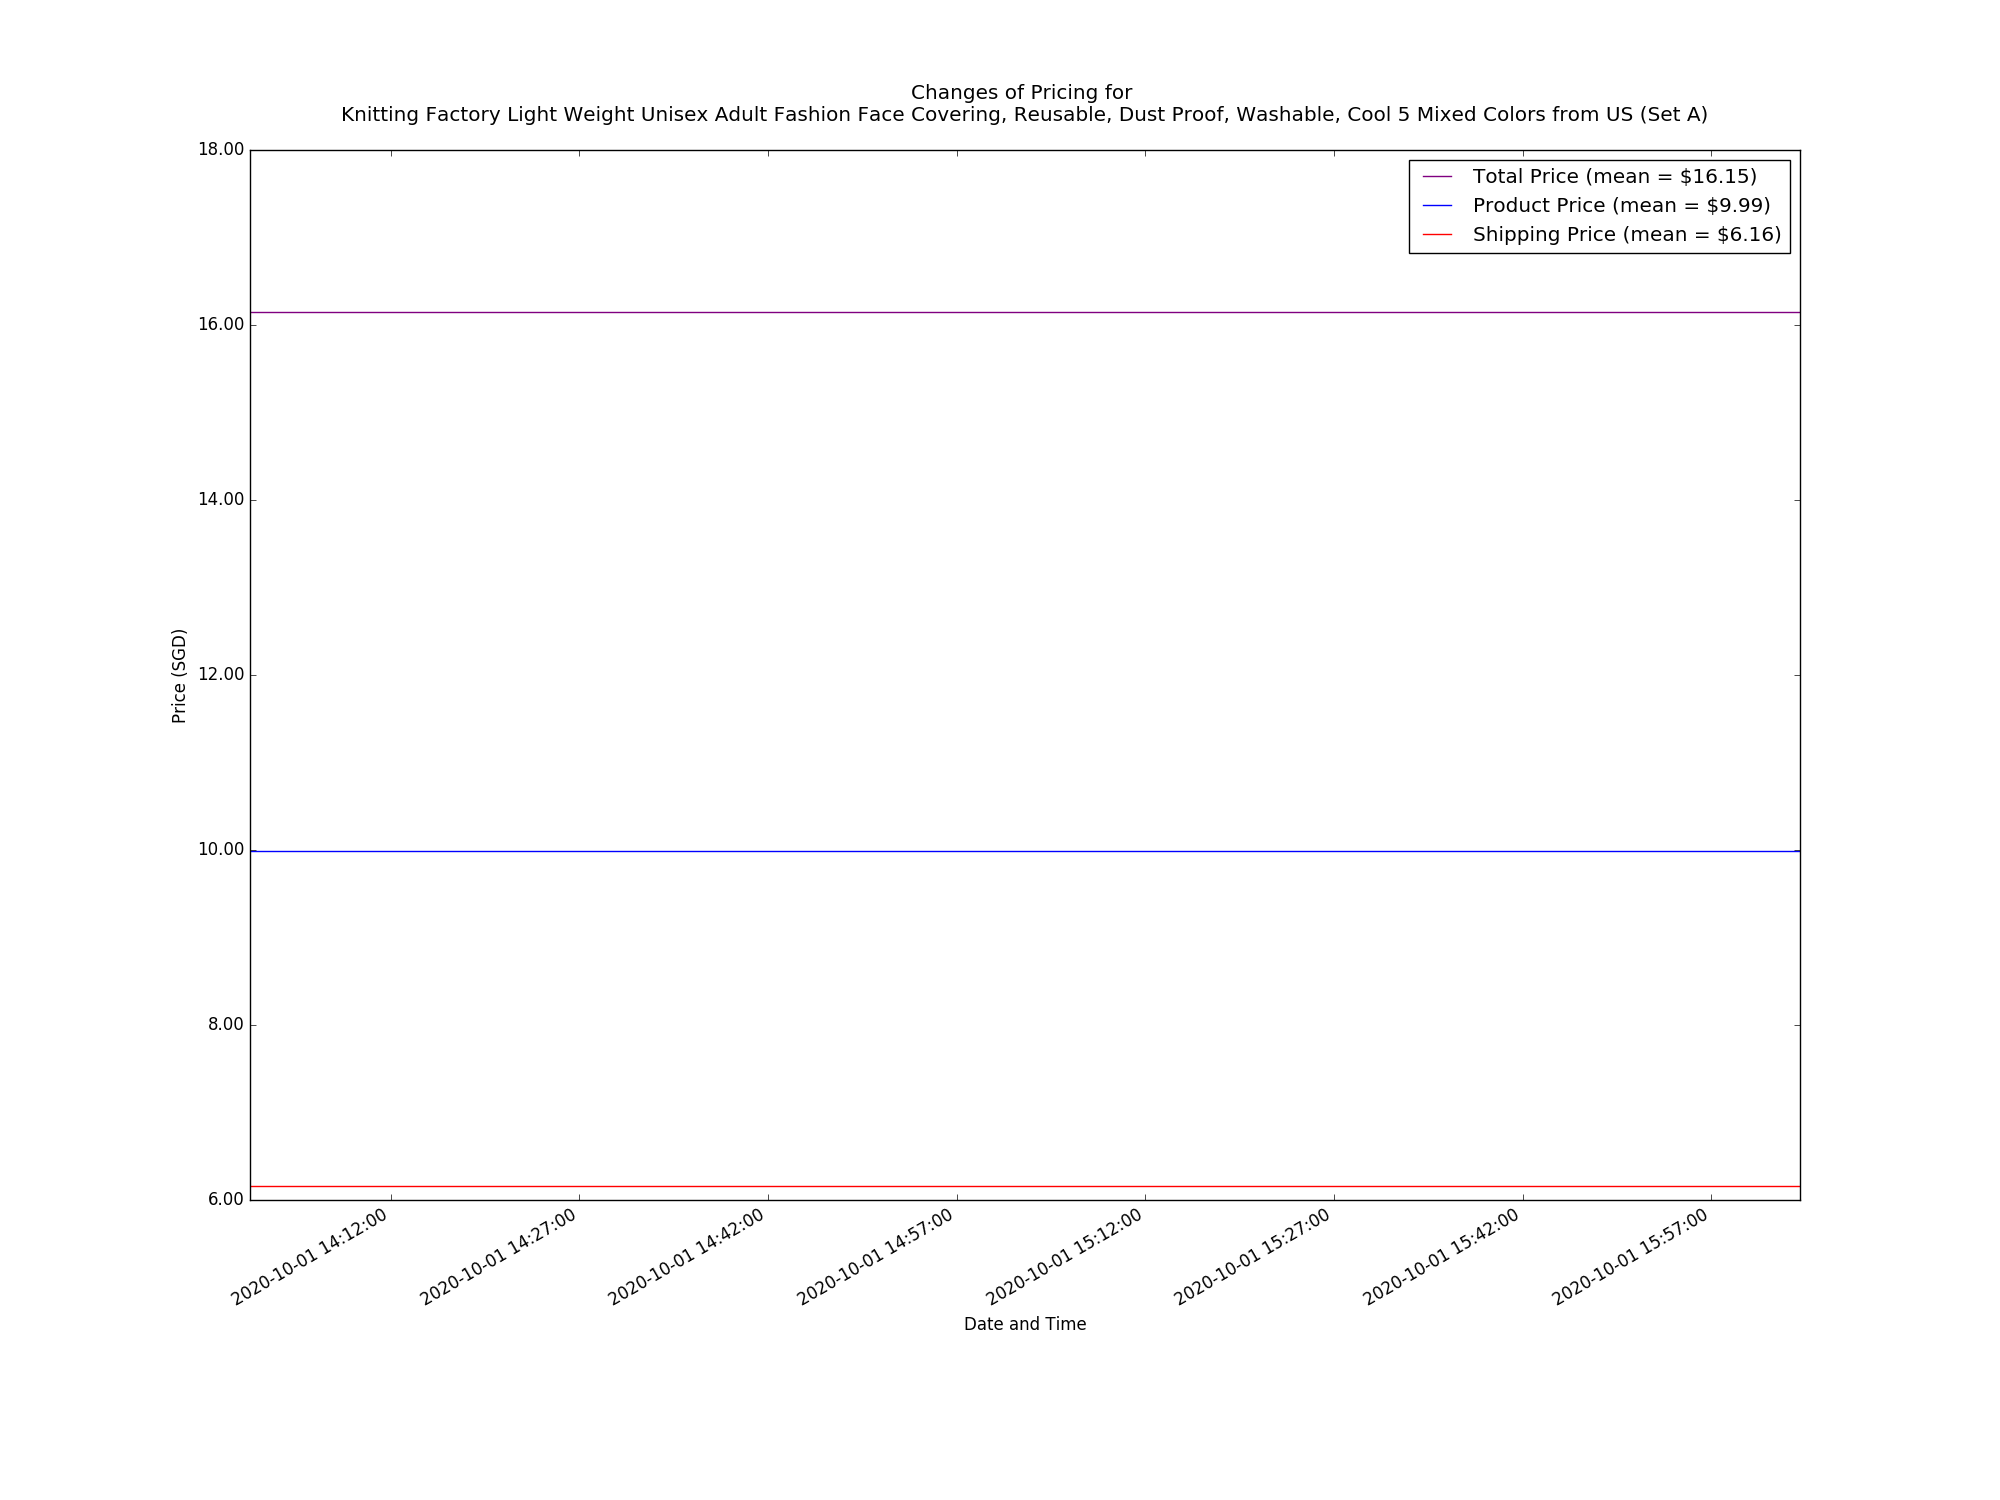 Changes of Pricing for
Knitting Factory Light Weight Unisex Adult Fashion Face Covering, Reusable, Dust Proof, Washable, Cool 5 Mixed Colors from US (Set A)
Total Price (mean = $16.15)
Product Price (mean = $9.99)
Shipping Price (mean = $6.16)
18.00
16.00
14.00
12.00
10.00
8.00
6.00
Price (SGD)
2020-10-01 14:12:00
2020-10-01 14:27:00
2020-10-01 14:42:00
2020-10-01 14:57:00
2020-10-01 15:12:00
2020-10-01 15:27:00
2020-10-01 15:42:00
2020-10-01 15:57:00
Date and Time